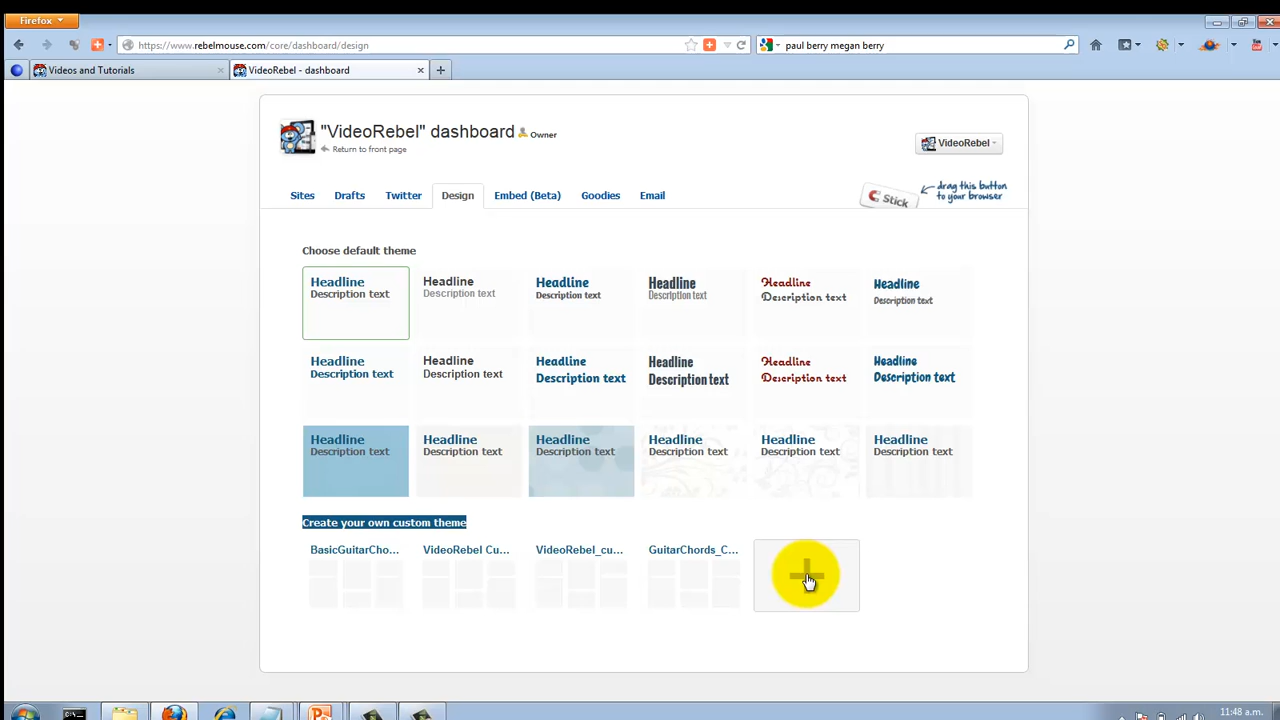 Firefox
https://www.rebelmouse.com/core/dashboard/design
paul berry megan berry
Videos and Tutorials
VideoRebel - dashboard
"VideoRebel" dashboard
Owner
Return to front page
VideoRebel
Sites
Drafts
Twitter
Design
Embed (Beta)
Goodies
Email
Stick
drag this button
to your browser
Choose default theme
Headline
Description text
Headline
Description text
Headline
Description text
Headline
Description text
Headline
Description text
Headline
Description text
Headline
Description text
Headline
Description text
Headline
Description text
Headline
Description text
Headline
Description text
Headline
Description text
Headline
Description text
Headline
Description text
Headline
Description text
Headline
Description text
Headline
Description text
Headline
Description text
Create your own custom theme
BasicGuitarCho...
VideoRebel Cu...
VideoRebel_cu...
GuitarChords_C...
11:48 a.m.